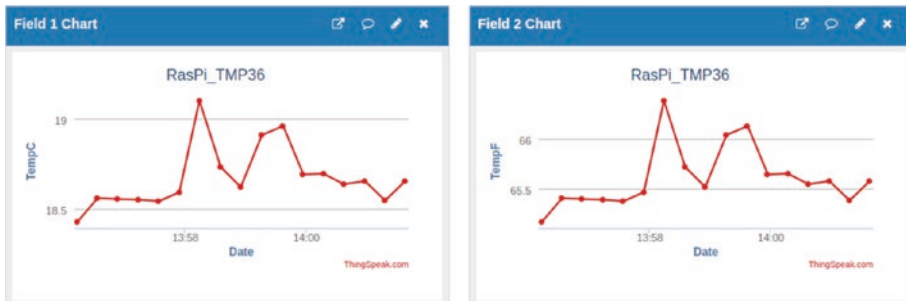 Field 1 Chart
RasPi_TMP36
TempC
19
18.5
13:58
14:00
Date
ThingSpeak.com
Field 2 Chart
RasPi_TMP36
TempF
66
65.5
13:58
14:00
Date
ThingSpeak.com